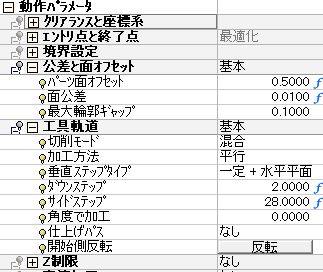 動作パラメータ
クリアランスと座標系
エントリ点と終了点 最適化
境界設定
公差と面オフセット 基本
パーツ面オフセット 0.5000 f
面公差 0.0100 f
最大輪郭ギャップ 0.1000
工具軌道 基本
切削モード 混合
加工方法 平行
垂直ステップタイプ 一定 + 水平平面
ダウンステップ 2.0000 f
サイドステップ 28.0000 f
角度で加工 0.0000
仕上げパス なし
開始側反転 反転
Z制限 なし